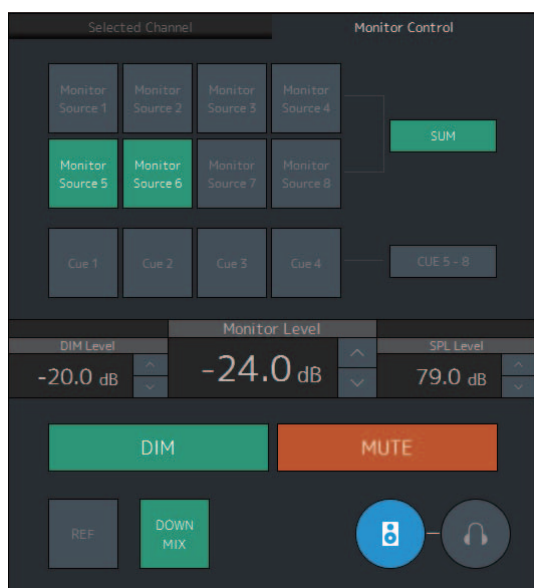 Selected Channel
Monitor Control
Monitor
Source 1
Monitor
Source 2
Monitor
Source 3
Monitor
Source 4
SUM
Monitor
Source 5
Monitor
Source 6
Monitor
Source 7
Monitor
Source 8
Cue 1
Cue 2
Cue 3
Cue 4
CUE 5 - 8
Monitor Level
DIM Level
SPL Level
-20.0 dB
-24.0 dB
79.0 dB
DIM
MUTE
REF
DOWN
MIX